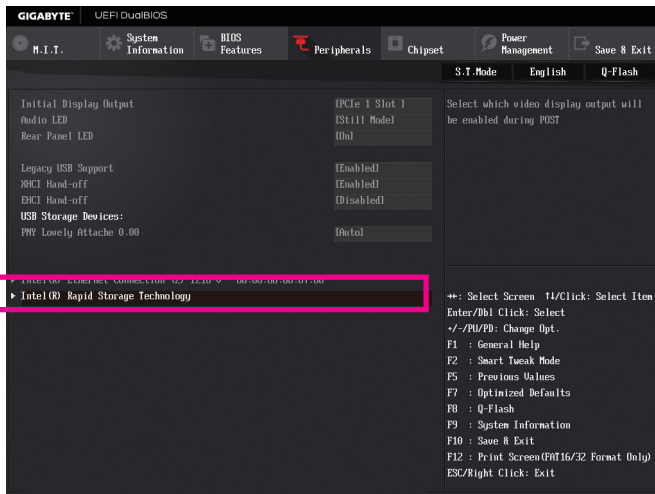 GIGABYTE™ UEFI DualBIOS
M.I.T. System Information BIOS Features Peripherals Chipset Power Management Save & Exit
S.T.Mode English Q-Flash
Initial Display Output [PCIe 1 Slot ]
Audio LED [Still Mode]
Rear Panel LED [On]
Legacy USB Support [Enabled]
XHCI Hand-off [Enabled]
EHCI Hand-off [Disabled]
USB Storage Devices:
PNY Lovely Attache 0.00 [Auto]
Intel(R) Ethernet Connection
Intel(R) Rapid Storage Technology
Select which video display output will
be enabled during POST
→←: Select Screen ↑↓/Click: Select Item
Enter/Dbl Click: Select
+/-/PU/PD: Change Opt.
F1 : General Help
F2 : Smart Tweak Mode
F5 : Previous Values
F7 : Optimized Defaults
F8 : Q-Flash
F9 : System Information
F10 : Save & Exit
F12 : Print Screen(FAT16/32 Format Only)
ESC/Right Click: Exit